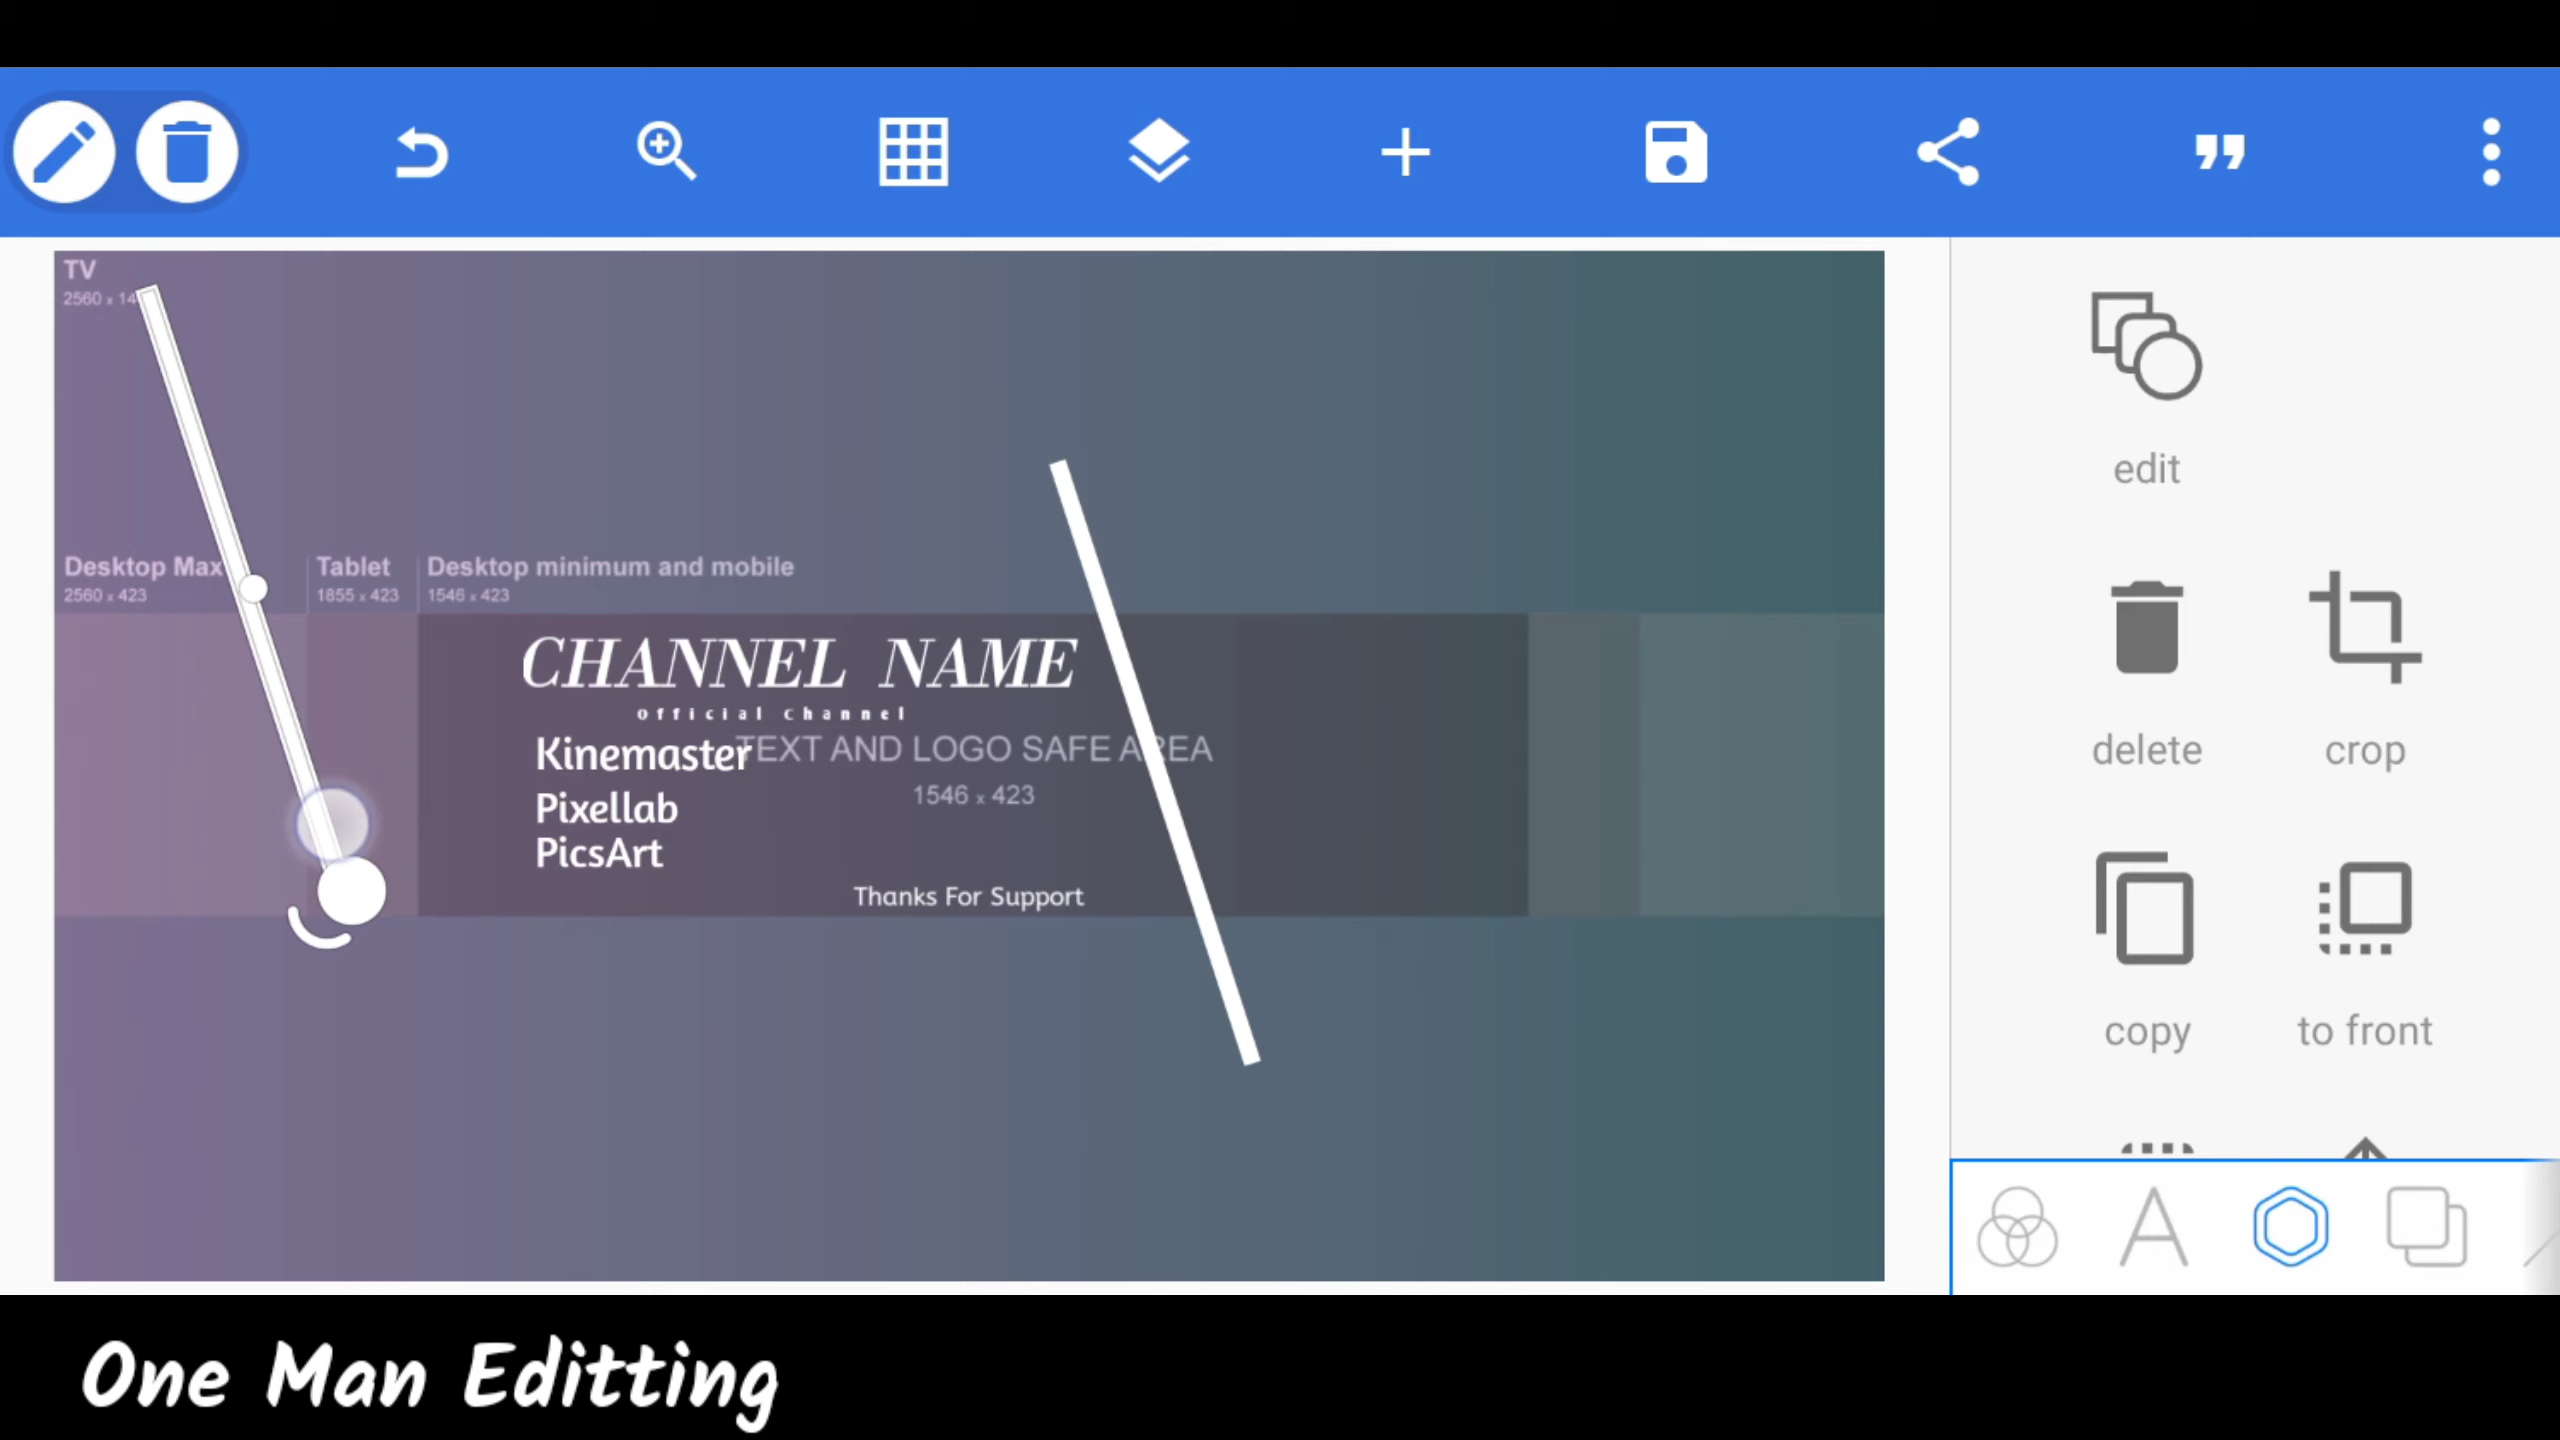 TV
2560 x 14
Desktop Max
2560 x 423
Tablet
1855 x 423
Desktop minimum and mobile
1546 x 423
CHANNEL NAME
official channel
Kinemaster
TEXT AND LOGO SAFE AREA
1546 x 423
Pixellab
PicsArt
Thanks For Support
edit
delete
crop
copy
to front
One Man Editting